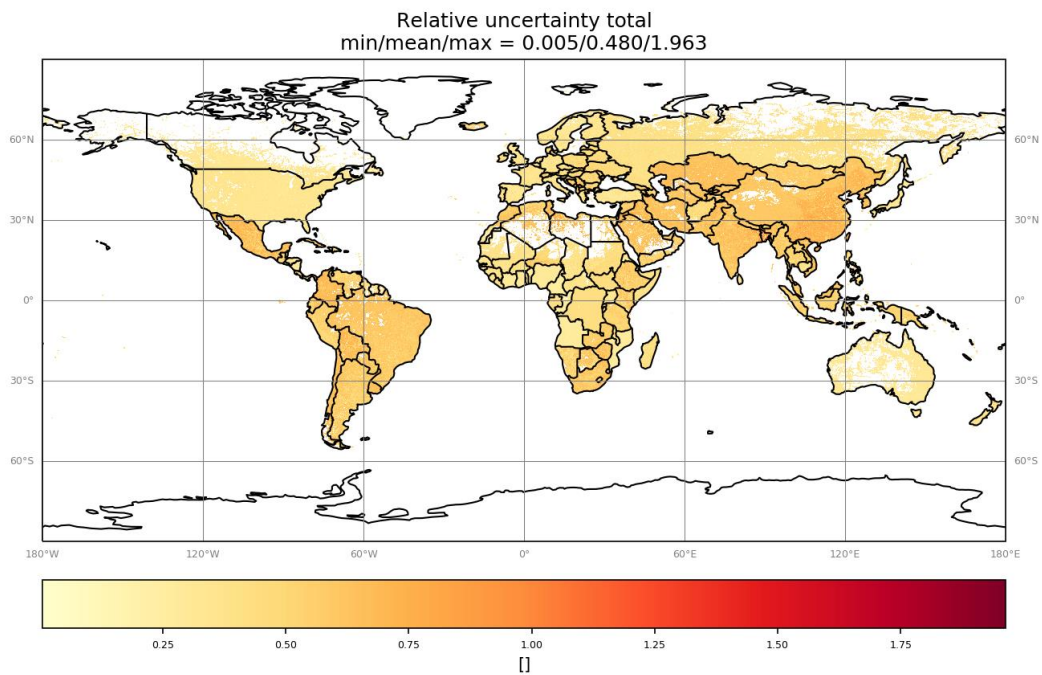 Relative uncertainty total
min/mean/max = 0.005/0.480/1.963
60°N 60°N
30°N 30°N
0° 0°
30°S 30°S
60°S 60°S
180°W 120°W 60°W 0° 60°E 120°E 180°E
0.25 0.50 0.75 1.00 1.25 1.50 1.75
[]